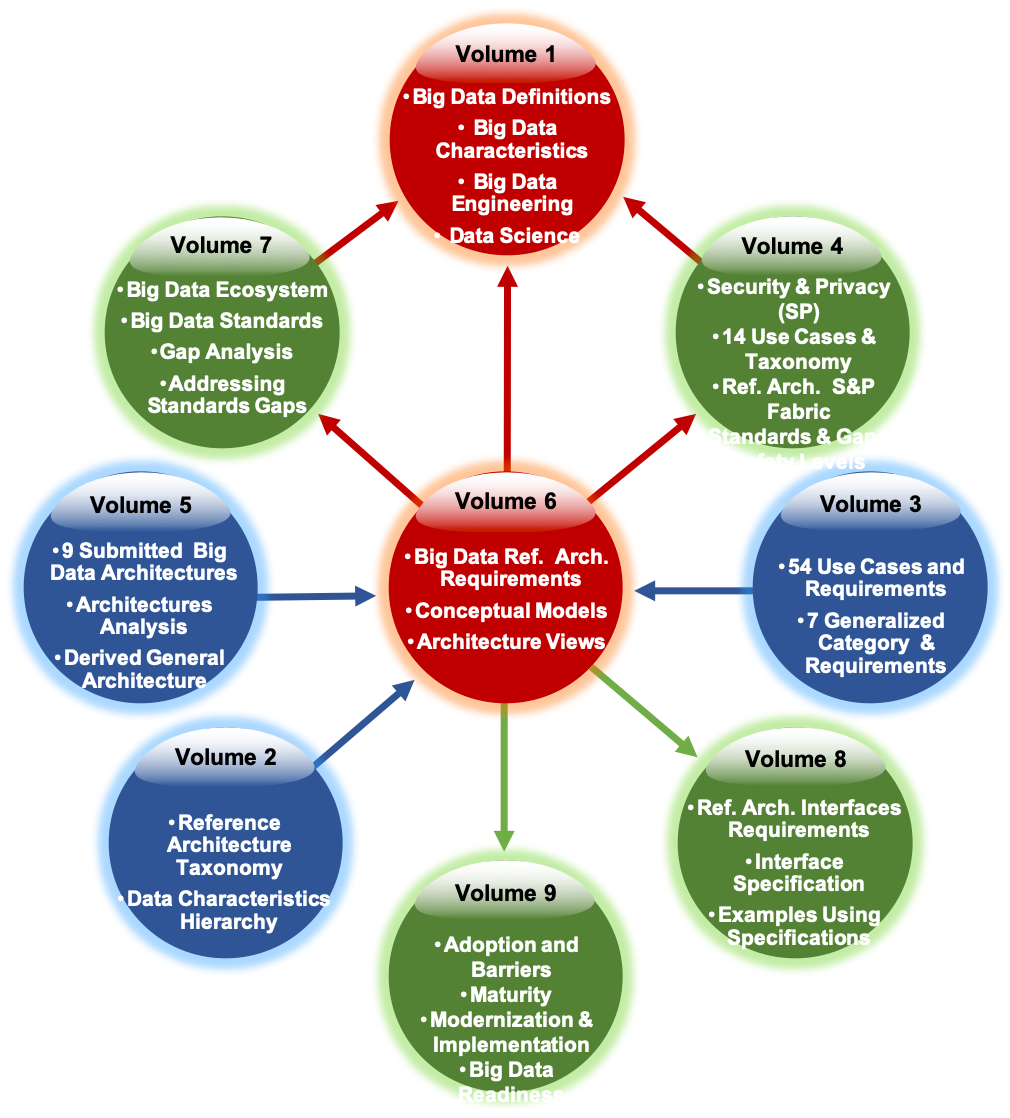 Volume 1
•Big Data Definitions
• Big Data
Characteristics
• Big Data
Engineering
• Data Science
Volume 7
•Big Data Ecosystem
•Big Data Standards
•Gap Analysis
•Addressing
Standards Gaps
Volume 4
•Security & Privacy
(SP)
•14 Use Cases &
Taxonomy
•Ref. Arch.  S&P
Fabric
Standards & Gap
Levels
Volume 5
•9 Submitted  Big
Data Architectures
•Architectures
Analysis
•Derived General
Architecture
Volume 6
•Big Data Ref.  Arch.
Requirements
•Conceptual Models
•Architecture Views
Volume 3
•54 Use Cases and
Requirements
•7 Generalized
Category  &
Requirements
Volume 2
•Reference
Architecture
Taxonomy
•Data Characteristics
Hierarchy
Volume 8
•Ref. Arch. Interfaces
Requirements
•Interface
Specification
•Examples Using
Specifications
Volume 9
•Adoption and
Barriers
•Maturity
•Modernization &
Implementation
•Big Data
Readiness